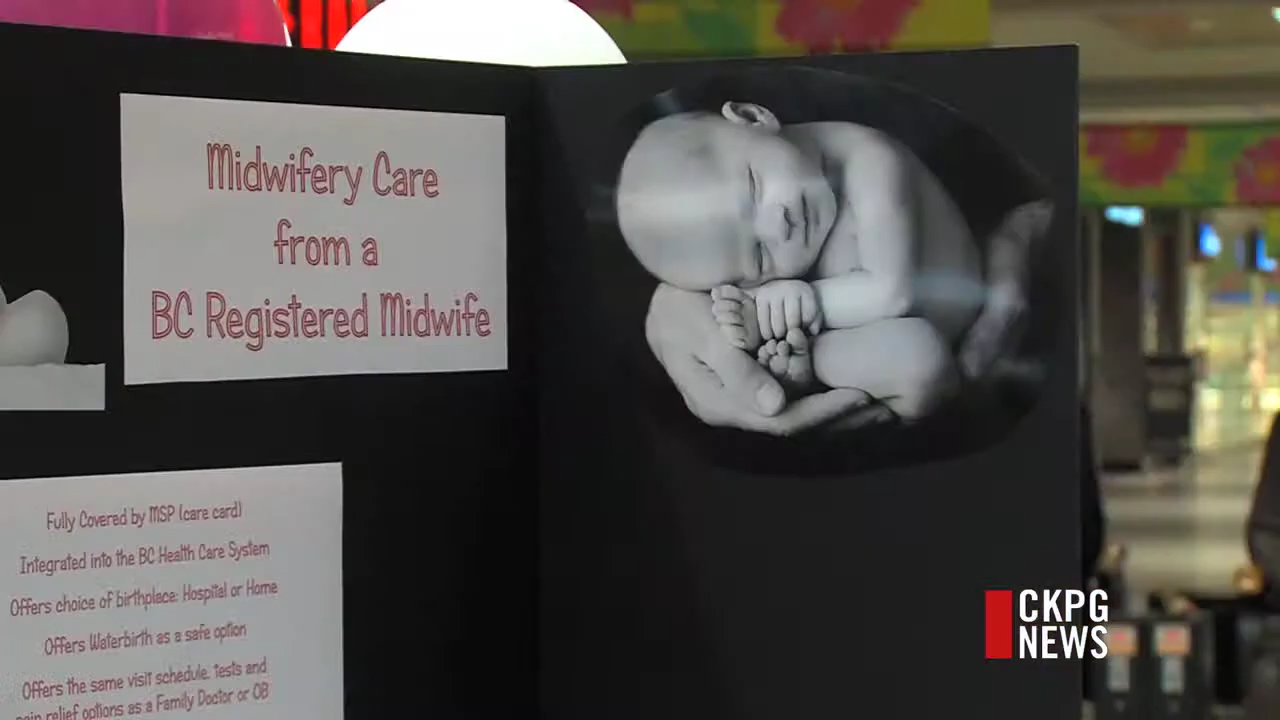 Midwifery Care
from a
BC Registered Midwife
Fully Covered by MSP (care card)
Integrated into the BC Health Care System
Offers choice of birthplace: Hospital or Home
Offers Waterbirth as a safe option
Offers the same visit schedule, tests and
pain relief options as a Family Doctor or OB
CKPG
NEWS